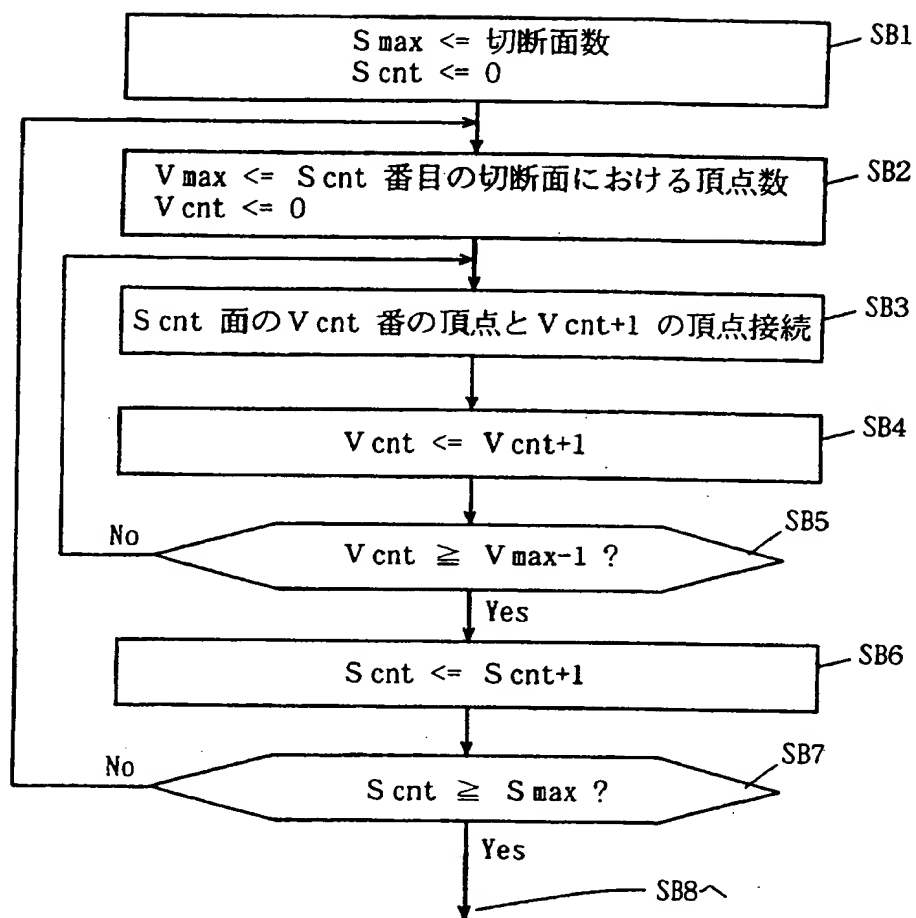 S max <= 切断面数
S cnt <= 0
SB1
V max <= S cnt 番目の切断面における頂点数
V cnt <= 0
SB2
S cnt 面のV cnt 番の頂点とV cnt+1 の頂点接続
SB3
V cnt <= V cnt+1
SB4
No
V cnt ≧ V max-1 ?
SB5
Yes
S cnt <= S cnt+1
SB6
No
S cnt ≧ S max ?
SB7
Yes
SB8へ